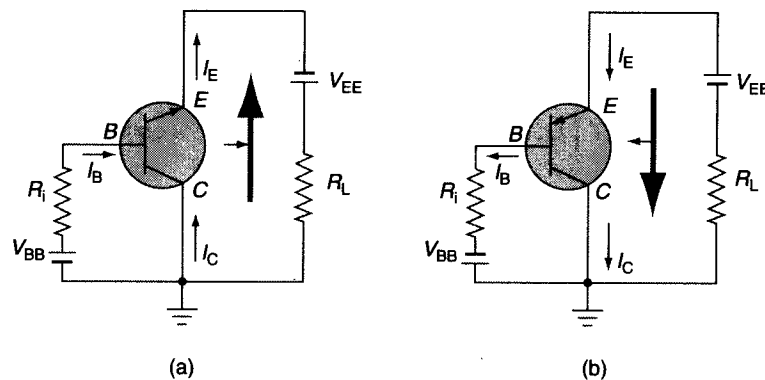 I_E
V_EE
E
B
I_B
R_i
C
R_L
V_BB
I_C
(a)
I_E
V_EE
E
B
I_B
R_i
C
R_L
V_BB
I_C
(b)